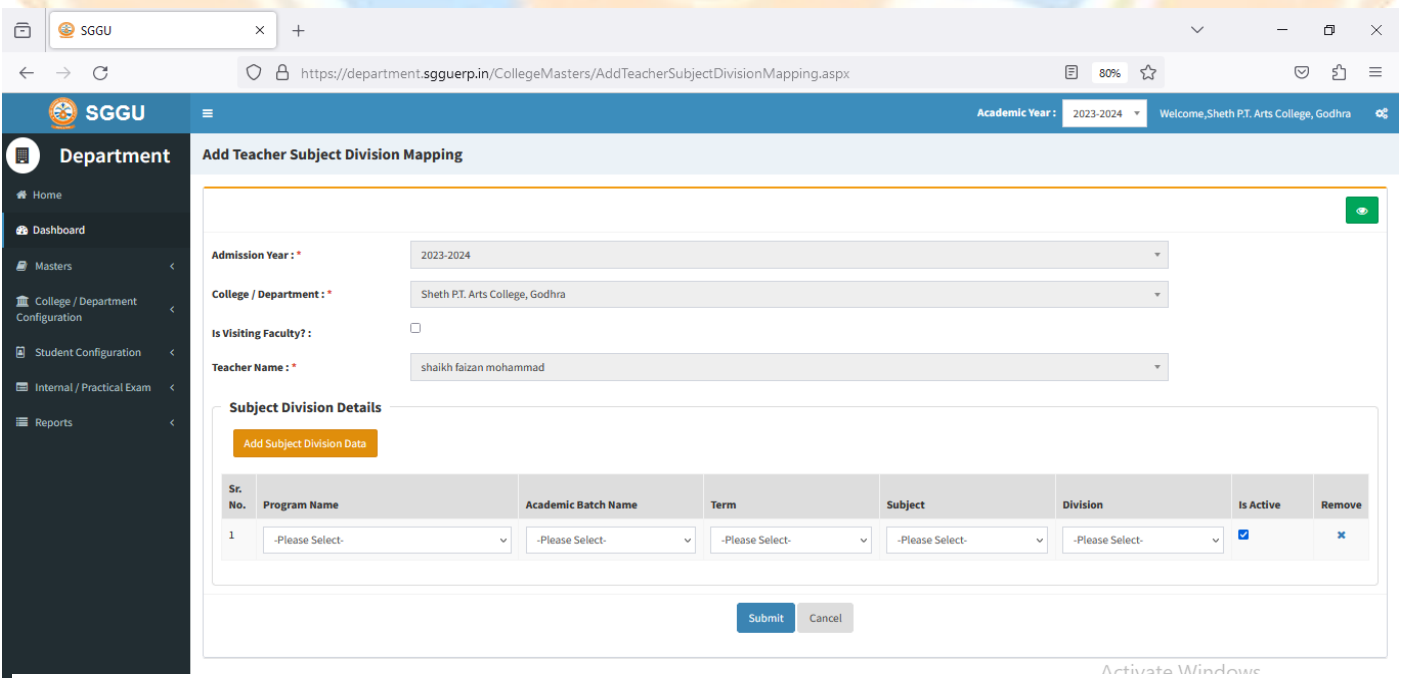 SGGU
https://department.sgguerp.in/CollegeMasters/AddTeacherSubjectDivisionMapping.aspx
80%
SGGU
Academic Year :
2023-2024
Welcome,Sheth P.T. Arts College, Godhra
Department
Add Teacher Subject Division Mapping
Home
Dashboard
Masters
College / Department
Configuration
Student Configuration
Internal / Practical Exam
Reports
Admission Year : *
2023-2024
College / Department : *
Sheth P.T. Arts College, Godhra
Is Visiting Faculty? :
Teacher Name : *
shaikh faizan mohammad
Subject Division Details
Add Subject Division Data
Sr. No. Program Name Academic Batch Name Term Subject Division Is Active Remove
1 -Please Select- -Please Select- -Please Select- -Please Select- -Please Select-
Submit Cancel
Activate Windows